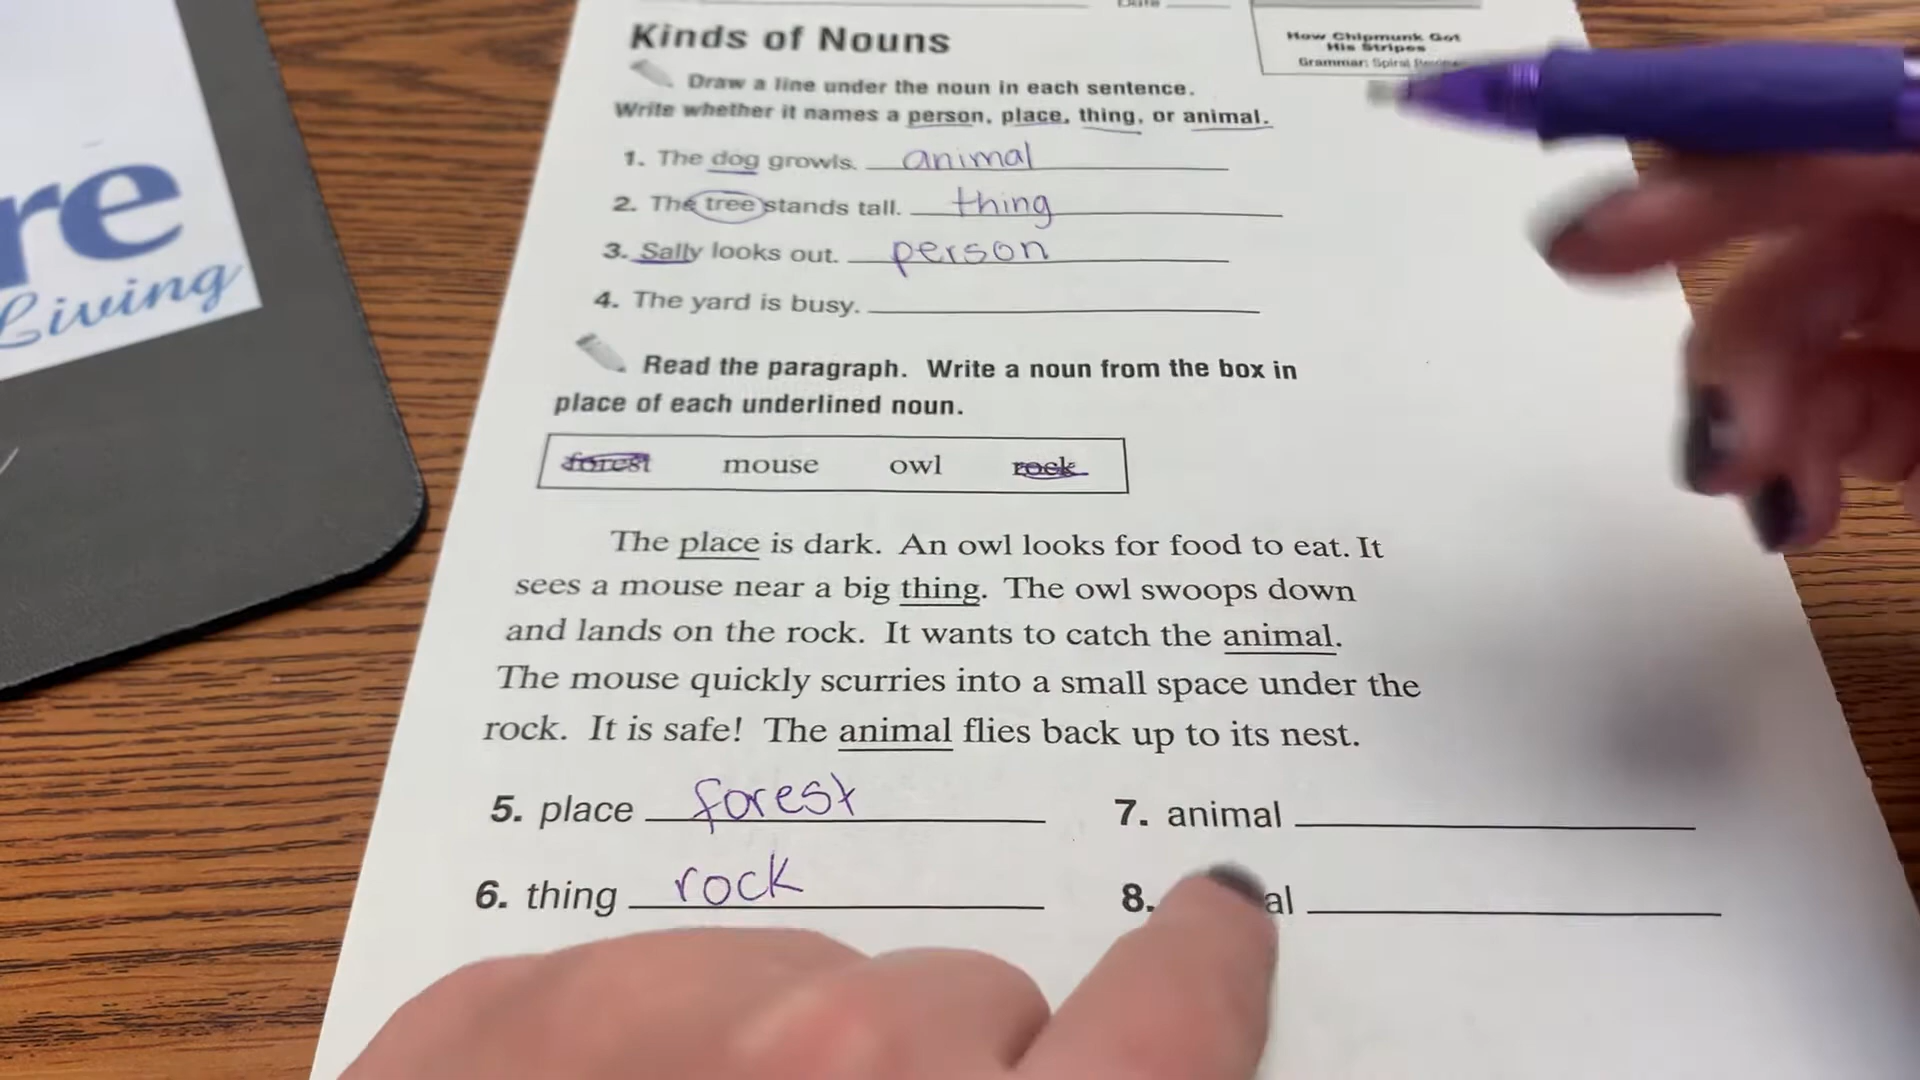 Date
Kinds of Nouns
How Chipmunk Got
His Stripes
Grammar: Spiral Review
Draw a line under the noun in each sentence.
Write whether it names a person, place, thing, or animal.
1. The dog growls. animal
2. The tree stands tall. thing
3. Sally looks out. person
4. The yard is busy.
Read the paragraph. Write a noun from the box in
place of each underlined noun.
forest mouse owl rock
The place is dark. An owl looks for food to eat. It
sees a mouse near a big thing. The owl swoops down
and lands on the rock. It wants to catch the animal.
The mouse quickly scurries into a small space under the
rock. It is safe! The animal flies back up to its nest.
5. place forest
7. animal
6. thing rock
8. al
re
Living